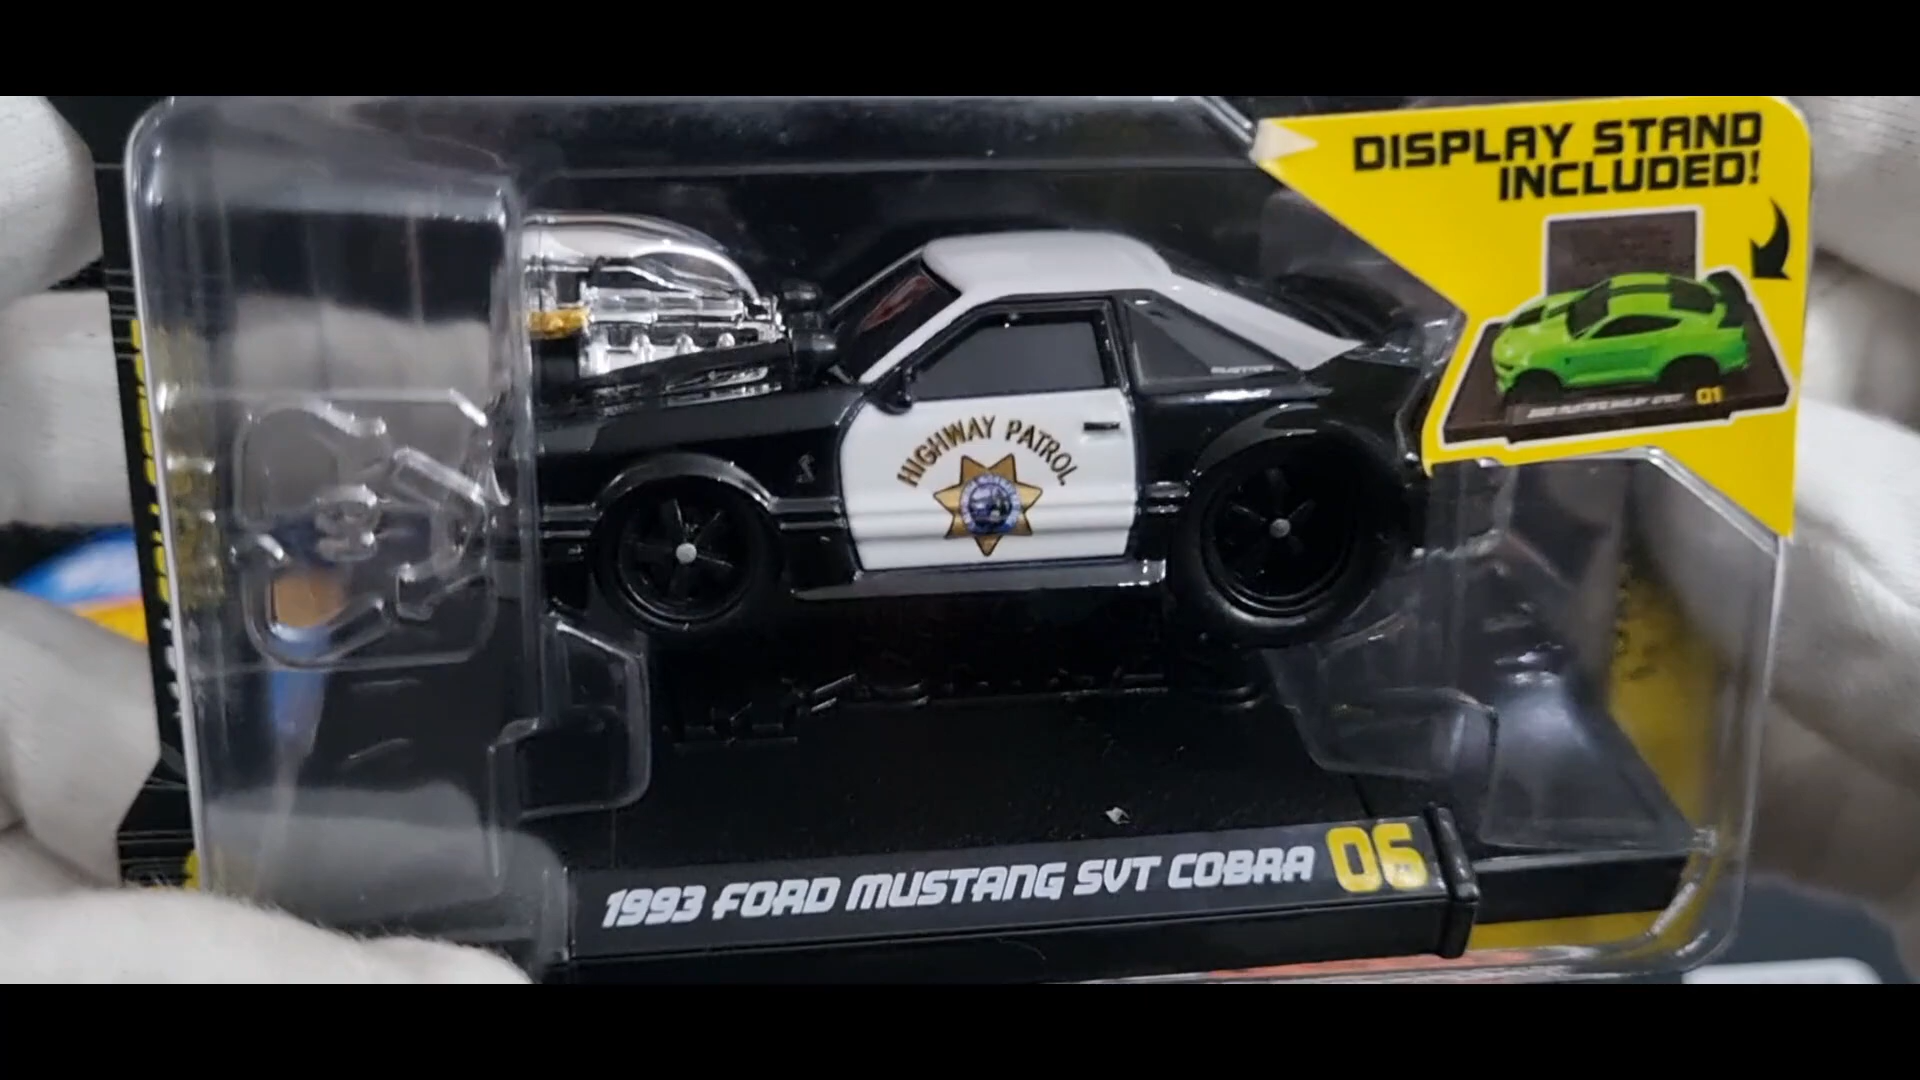 DISPLAY STAND
INCLUDED!
01
HIGHWAY PATROL
1993 FORD MUSTANG SVT COBRA 06